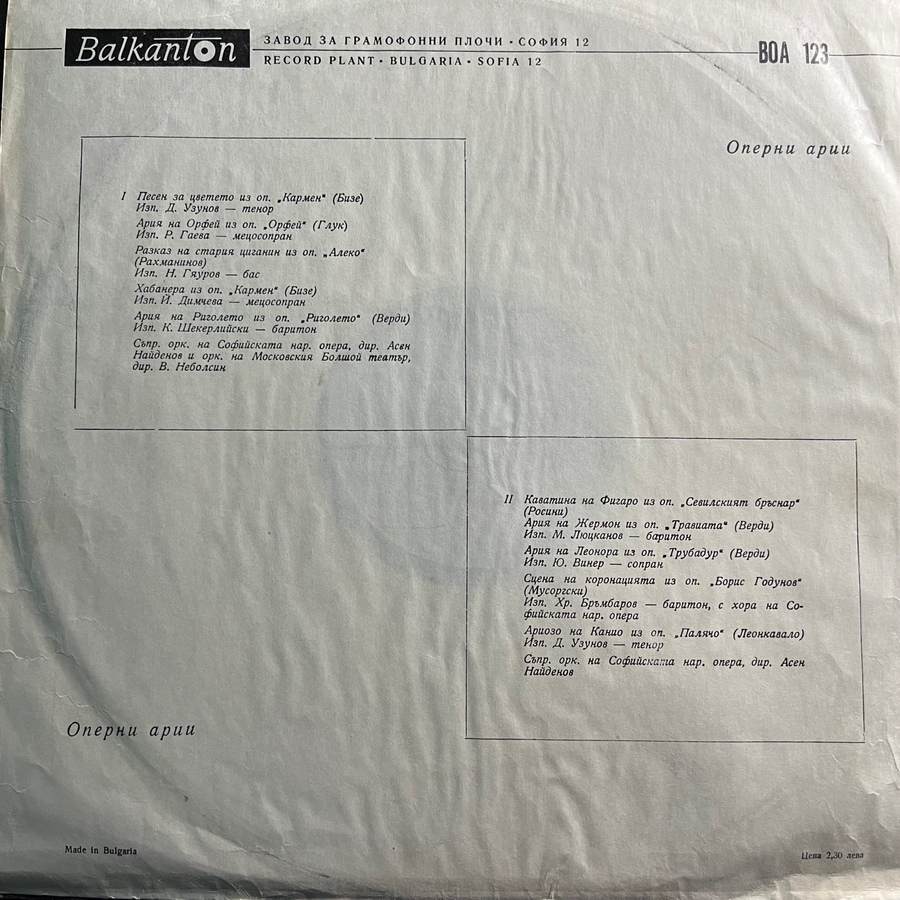 Balkanton
ЗАВОД ЗА ГРАМОФОННИ ПЛОЧИ • СОФИЯ 12
RECORD PLANT • BULGARIA • SOFIA 12
ВОА 123
Оперни арии
I Песен за цветето из оп. „Кармен“ (Бизе)
Изп. Д. Узунов — тенор
Ария на Орфей из оп. „Орфей“ (Глук)
Изп. Р. Гаева — мецосопран
Разказ на стария циганин из оп. „Алеко“
(Рахманинов)
Изп. Н. Гяуров — бас
Хабанера из оп. „Кармен“ (Бизе)
Изп. Й. Димчева — мецосопран
Ария на Риголето из оп. „Риголето“ (Верди)
Изп. К. Шекерлийски — баритон
Съпр. орк. на Софийската нар. опера, дир. Асен
Найденов и орк. на Московския Болшой театър,
дир. В. Неболсин
II Каватина на Фигаро из оп. „Севилският бръснар“
(Росини)
Ария на Жермон из оп. „Травиата“ (Верди)
Изп. М. Люцканов — баритон
Ария на Леонора из оп. „Трубадур“ (Верди)
Изп. Ю. Винер — сопран
Сцена на коронацията из оп. „Борис Годунов“
(Мусоргски)
Изп. Хр. Бръмбаров — баритон, с хора на Со-
фийската нар. опера
Ариозо на Канио из оп. „Палячо“ (Леонкавало)
Изп. Д. Узунов — тенор
Съпр. орк. на Софийската нар. опера, дир. Асен
Найденов
Оперни арии
Made in Bulgaria
Цена 2,30 лева